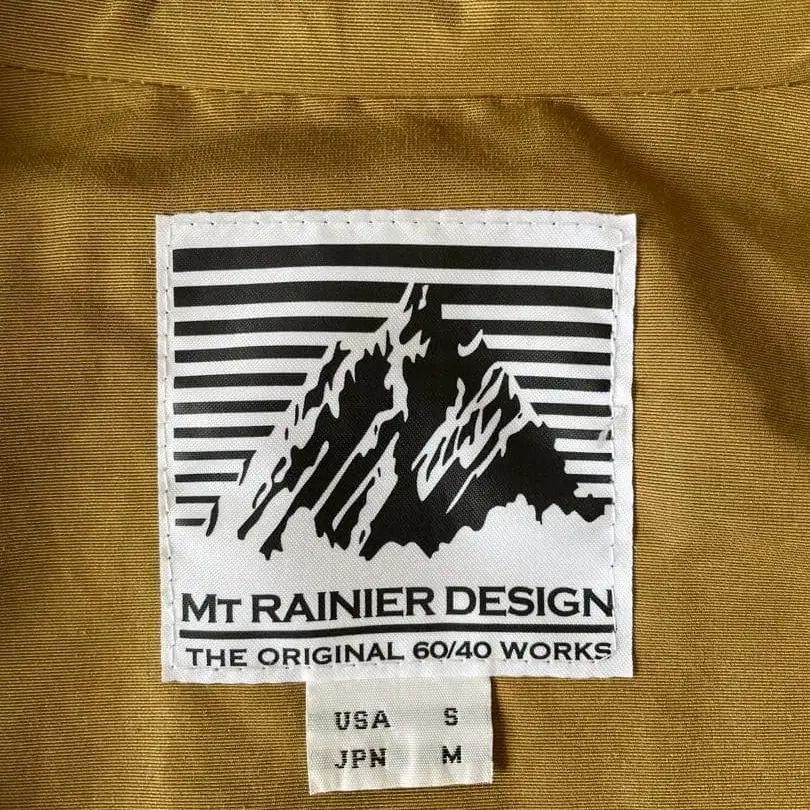 MT RAINIER DESIGN
THE ORIGINAL 60/40 WORKS
USA S
JPN M